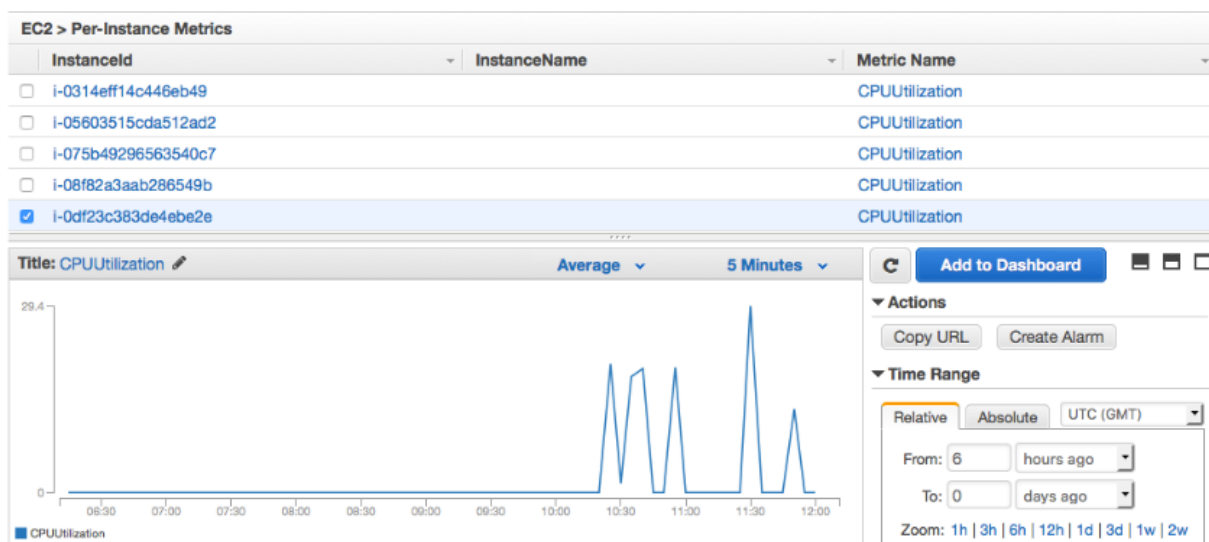 EC2 > Per-Instance Metrics
InstanceId InstanceName Metric Name
i-0314eff14c446eb49 CPUUtilization
i-05603515cda512ad2 CPUUtilization
i-075b49296563540c7 CPUUtilization
i-08f82a3aab286549b CPUUtilization
i-0df23c383de4ebe2e CPUUtilization
Title: CPUUtilization Average 5 Minutes
Add to Dashboard
29.4
0
06:30 07:00 07:30 08:00 08:30 09:00 09:30 10:00 10:30 11:00 11:30 12:00
CPUUtilization
Actions
Copy URL Create Alarm
Time Range
Relative Absolute UTC (GMT)
From: 6 hours ago
To: 0 days ago
Zoom: 1h | 3h | 6h | 12h | 1d | 3d | 1w | 2w